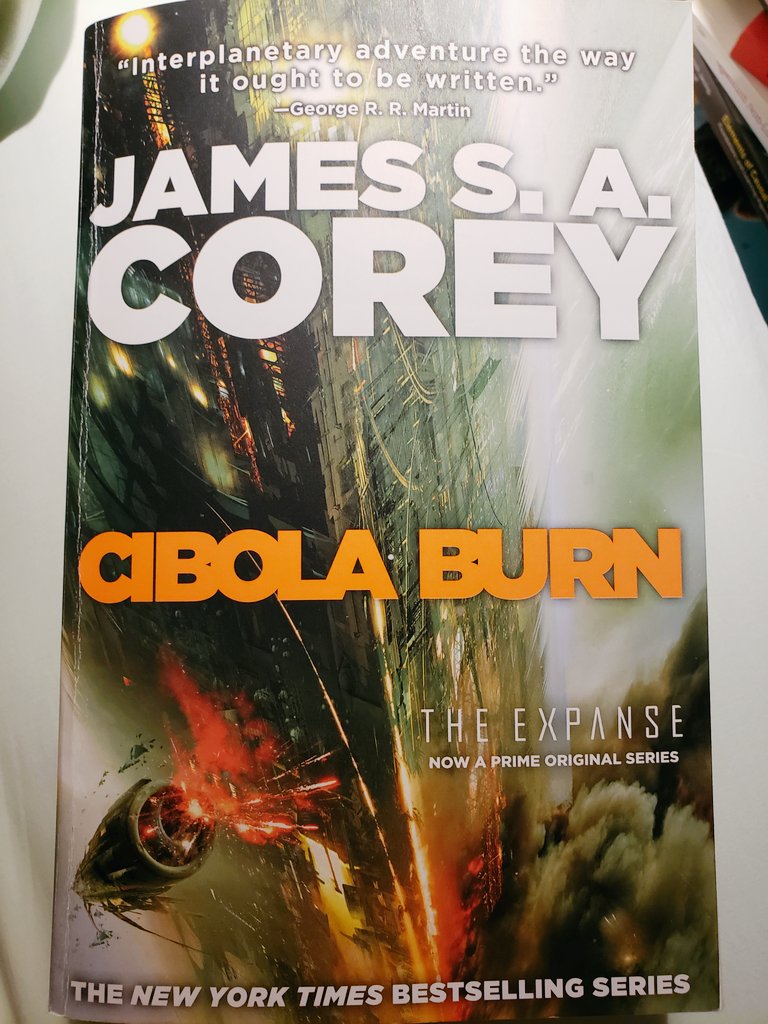 “Interplanetary adventure the way
it ought to be written.”
—George R. R. Martin
JAMES S. A.
COREY
CIBOLA BURN
THE EXPANSE
NOW A PRIME ORIGINAL SERIES
THE NEW YORK TIMES BESTSELLING SERIES